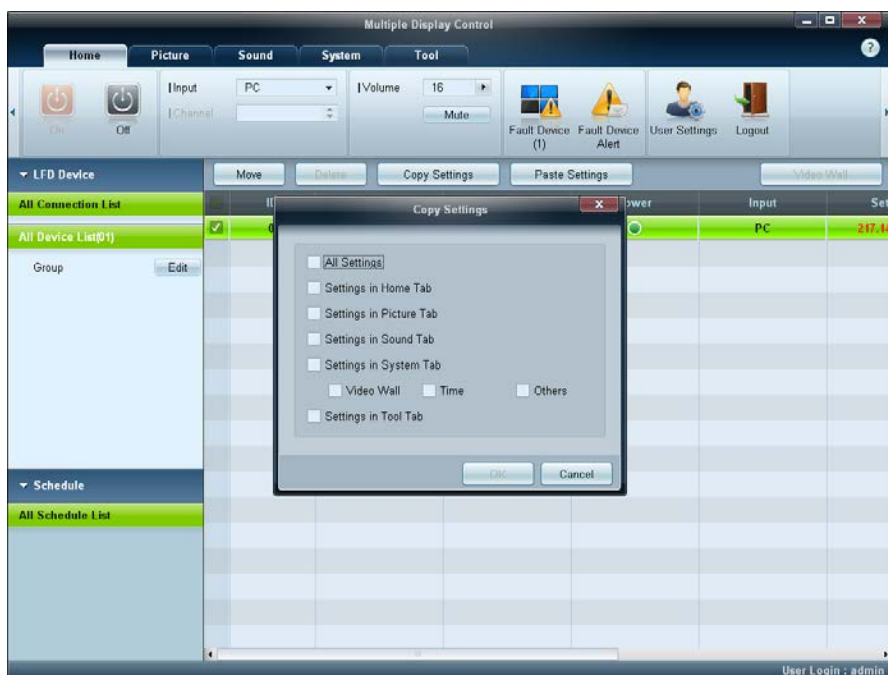 Multiple Display Control
Home Picture Sound System Tool
Input PC Volume 16
Channel Mute
On Off
Fault Device (1) Fault Device Alert User Settings Logout
LFD Device Move Delete Copy Settings Paste Settings Video Wall
All Connection List
All Device List(01)
Group Edit
Input
PC
217.1
Copy Settings
All Settings
Settings in Home Tab
Settings in Picture Tab
Settings in Sound Tab
Settings in System Tab
Video Wall Time Others
Settings in Tool Tab
OK Cancel
Schedule
All Schedule List
User Login : admin